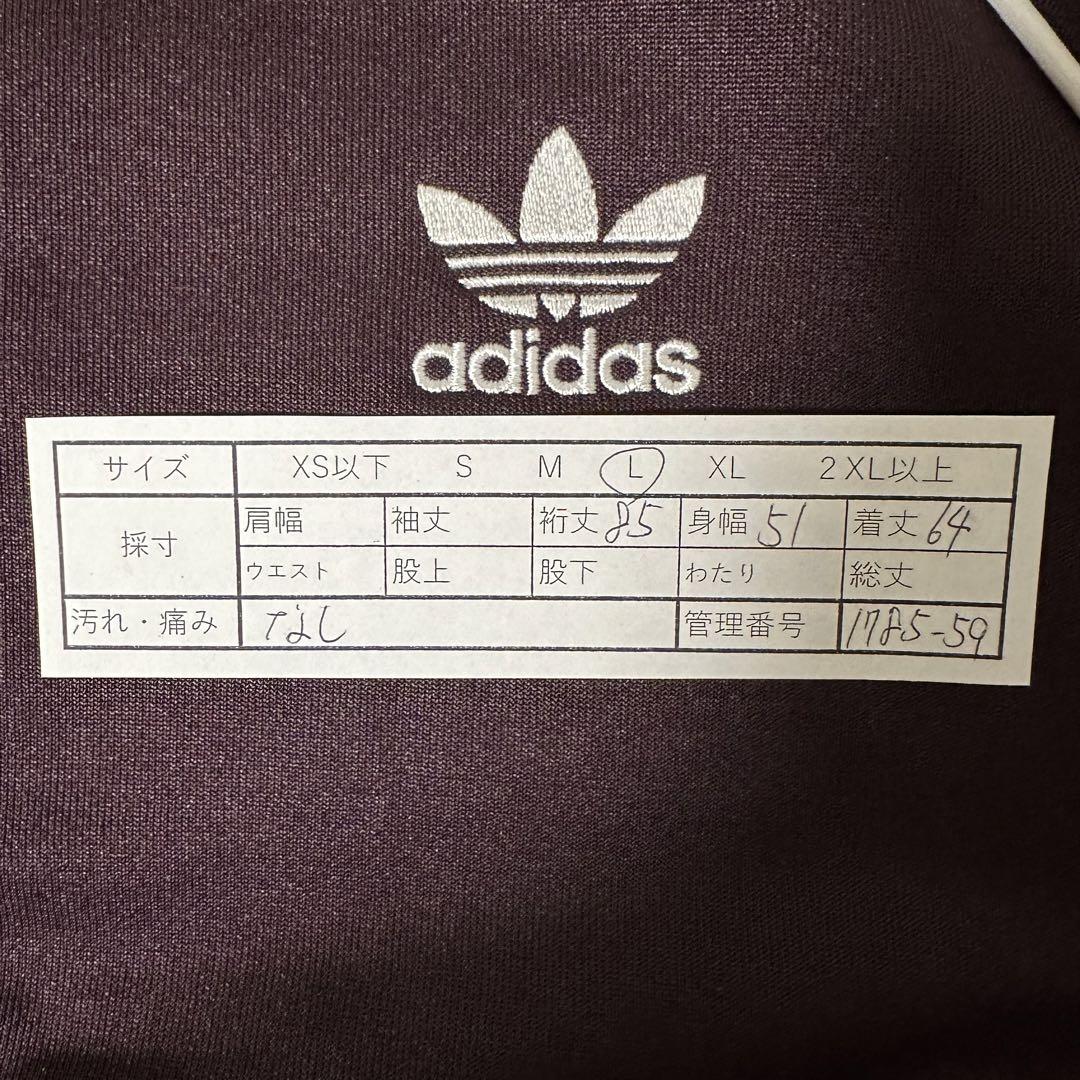 adidas
サイズ XS以下 S M L XL 2XL以上
採寸 肩幅 袖丈 裄丈 85 身幅 51 着丈 64
ウエスト 股上 股下 わたり 総丈
汚れ・痛み なし 管理番号 1785-59